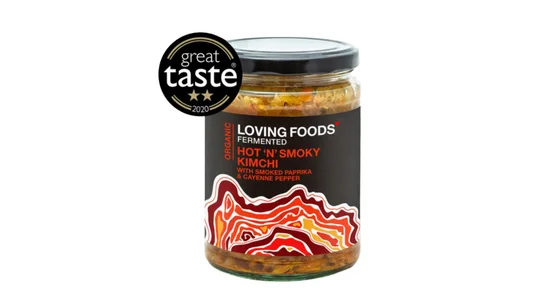 great
taste®
2020
ORGANIC
LOVING FOODS
FERMENTED
HOT 'N' SMOKY
KIMCHI
WITH SMOKED PAPRIKA
& CAYENNE PEPPER